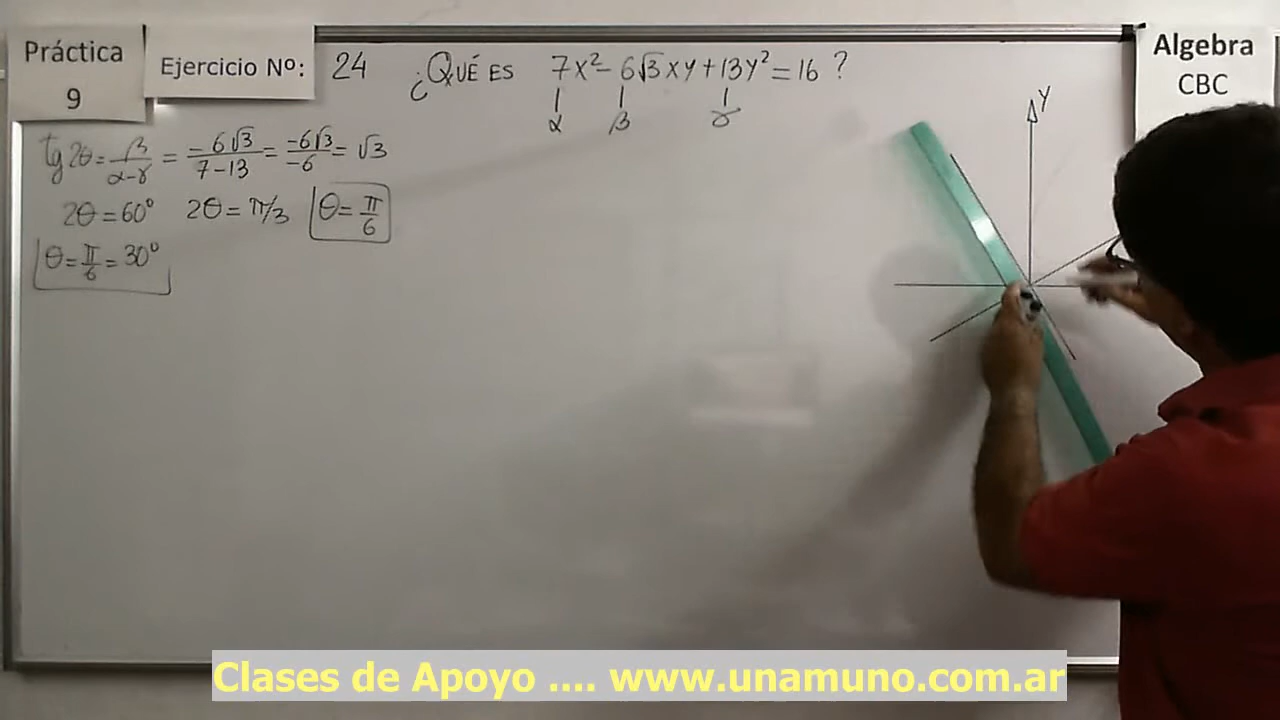 Práctica
9
Ejercicio Nº: 24
¿QUÉ ES 7x² - 6√3xy + 13y² = 16 ?
α β γ
Algebra
CBC
tg 2θ = β/(α-γ) = -6√3/(7-13) = -6√3/-6 = √3
2θ = 60° 2θ = π/3 θ = π/6
θ = π/6 = 30°
Y
Clases de Apoyo .... www.unamuno.com.ar